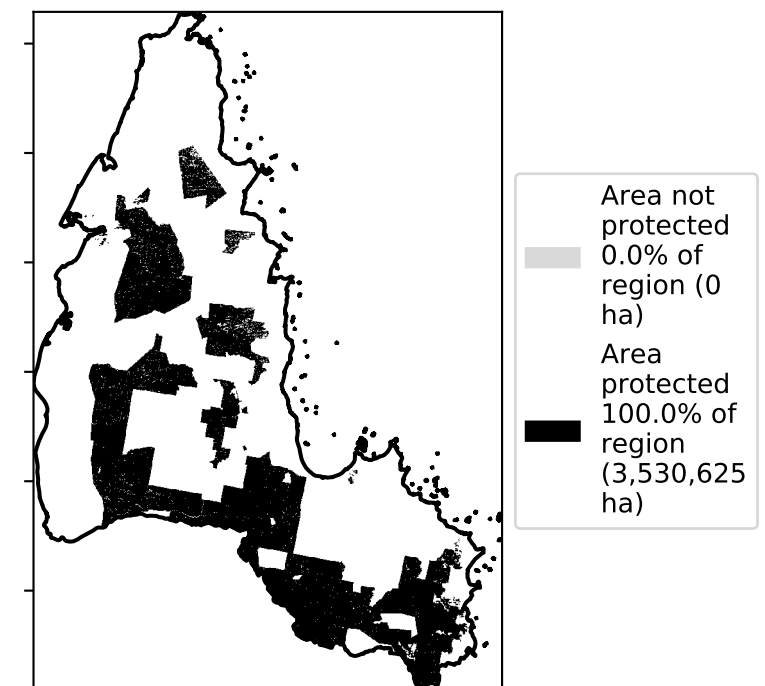 Area not
protected
0.0% of
region (0
ha)
Area
protected
100.0% of
region
(3,530,625
ha)